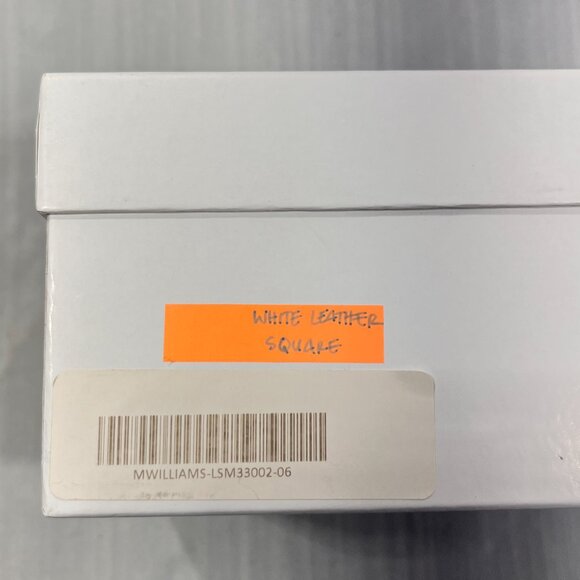 WHITE LEATHER
SQUARE
MWILLIAMS-LSM33002-06